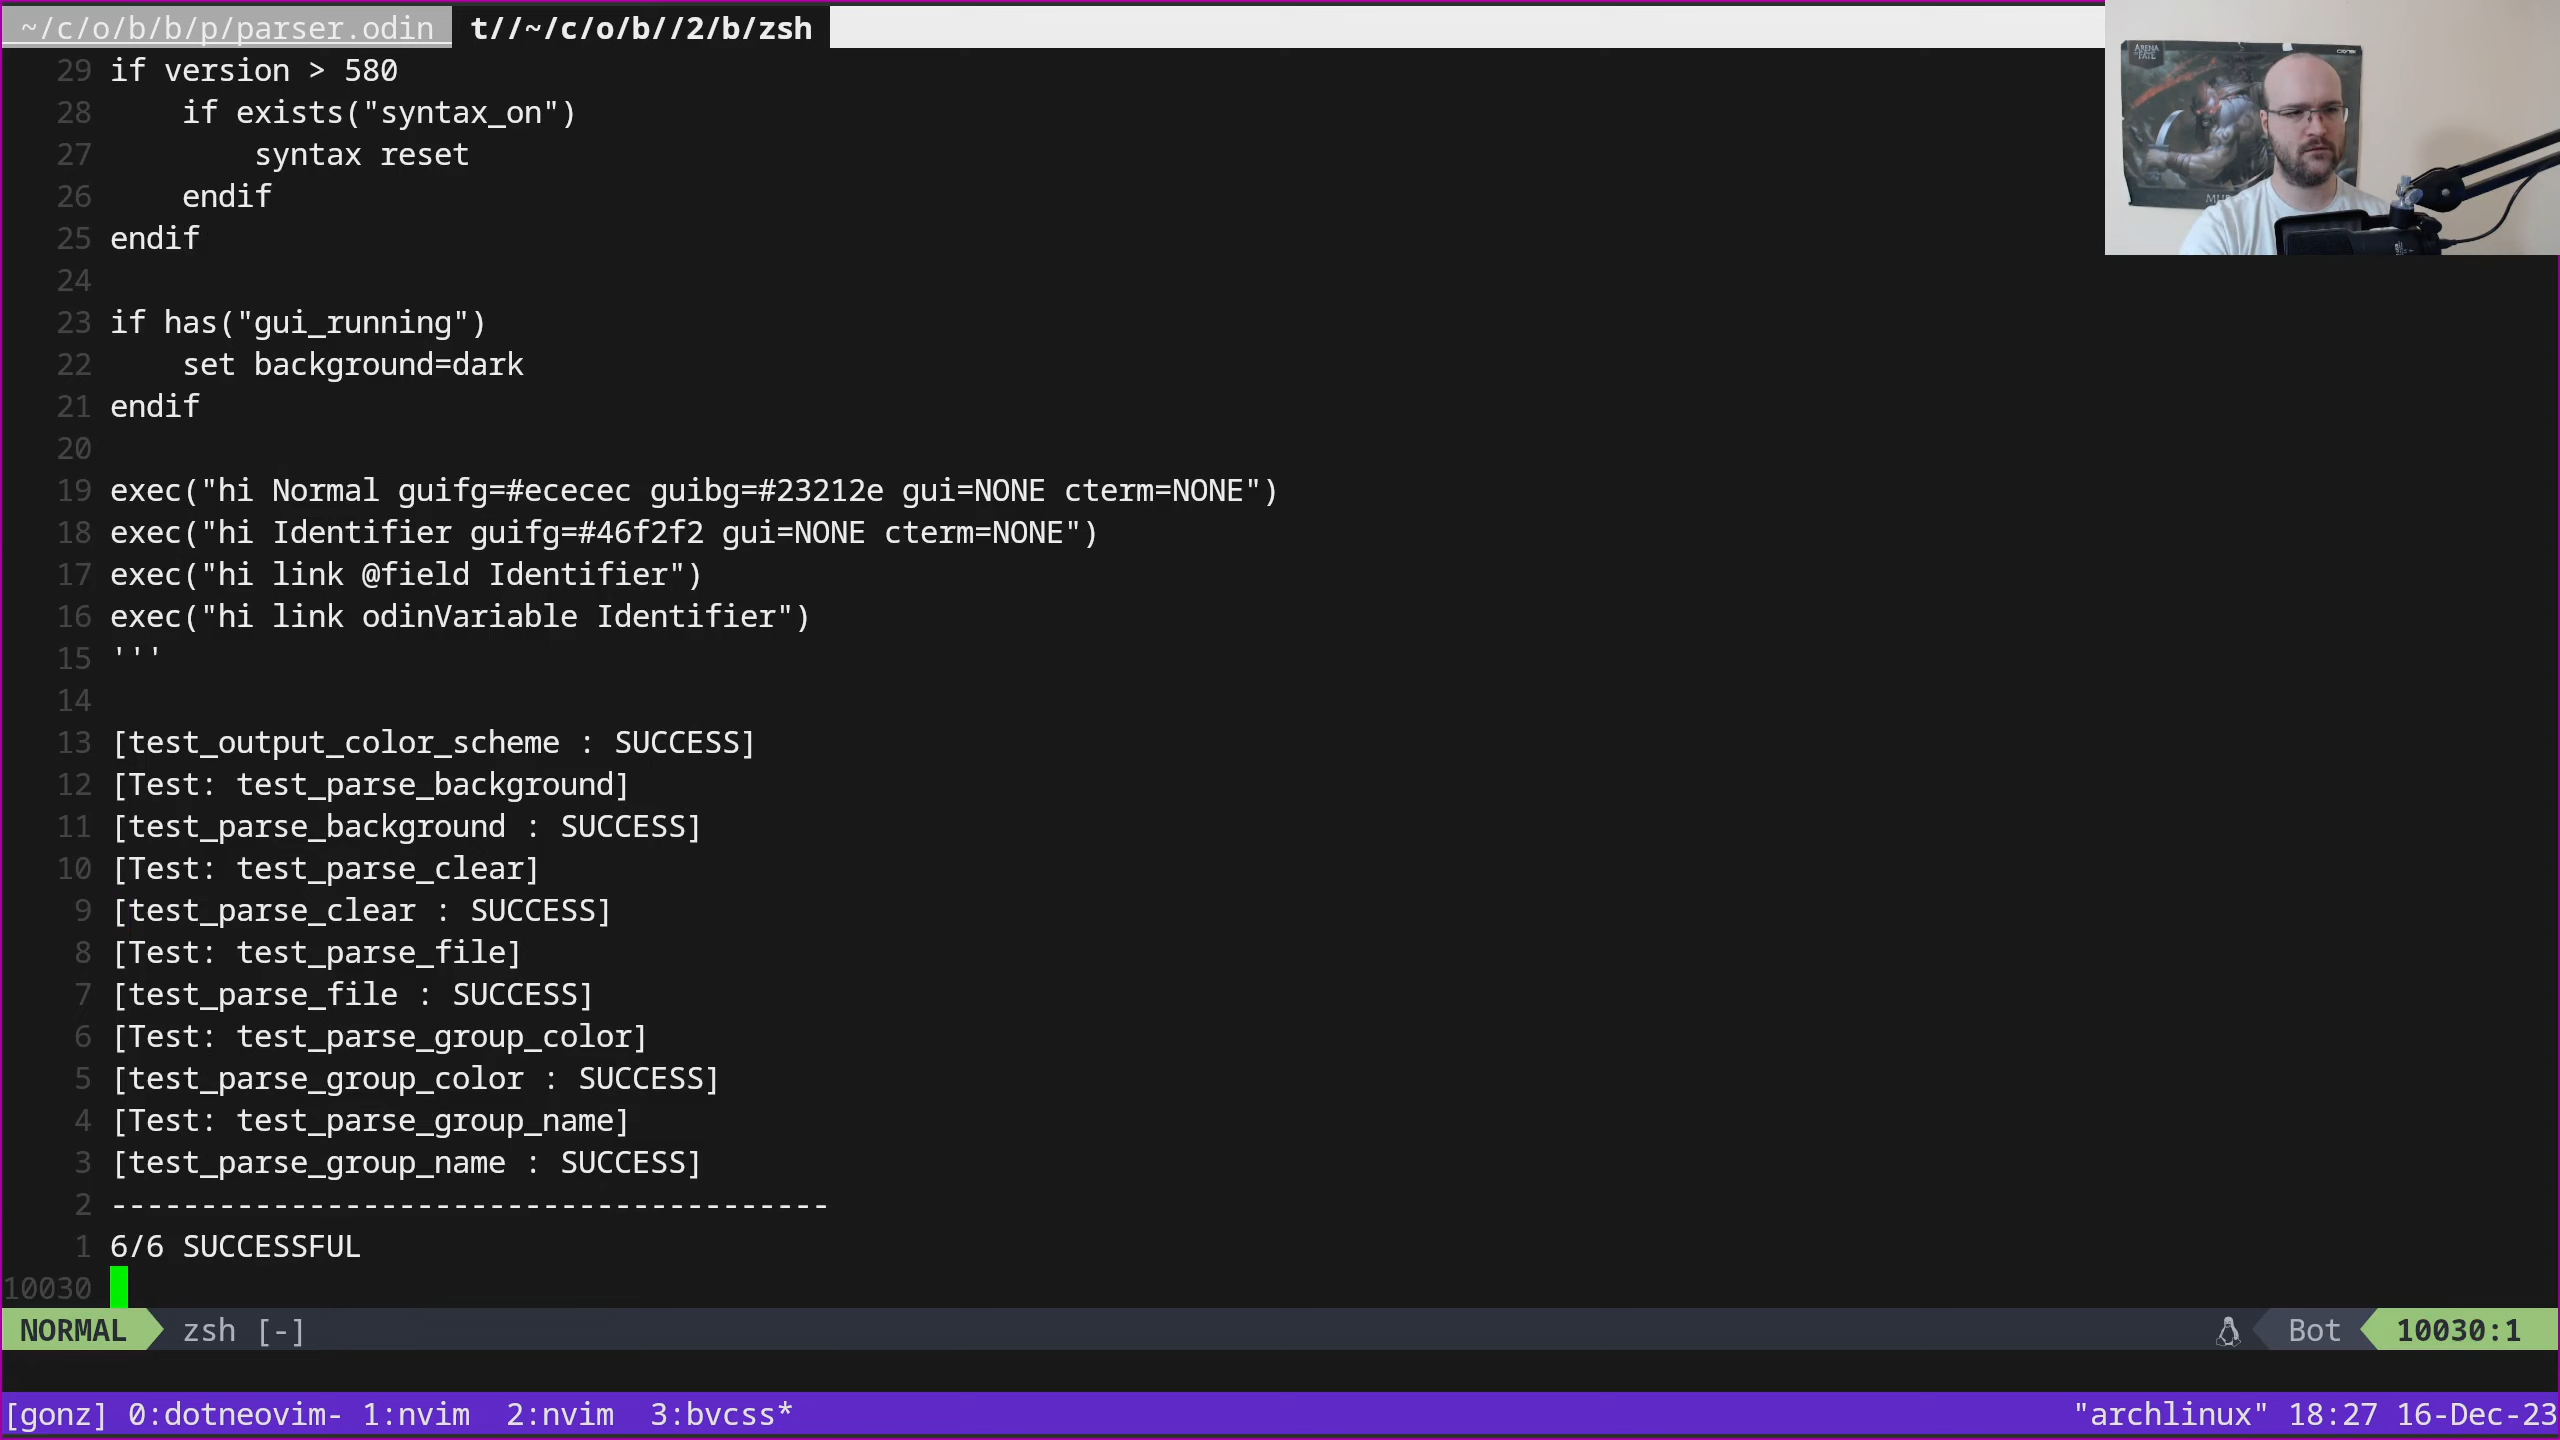 ~/c/o/b/b/p/parser.odin t//~/c/o/b//2/b/zsh
29 if version > 580
28 if exists("syntax_on")
27 syntax reset
26 endif
25 endif
24
23 if has("gui_running")
22 set background=dark
21 endif
20
19 exec("hi Normal guifg=#ececec guibg=#23212e gui=NONE cterm=NONE")
18 exec("hi Identifier guifg=#46f2f2 gui=NONE cterm=NONE")
17 exec("hi link @field Identifier")
16 exec("hi link odinVariable Identifier")
15 '''
14
13 [test_output_color_scheme : SUCCESS]
12 [Test: test_parse_background]
11 [test_parse_background : SUCCESS]
10 [Test: test_parse_clear]
9 [test_parse_clear : SUCCESS]
8 [Test: test_parse_file]
7 [test_parse_file : SUCCESS]
6 [Test: test_parse_group_color]
5 [test_parse_group_color : SUCCESS]
4 [Test: test_parse_group_name]
3 [test_parse_group_name : SUCCESS]
2 ----------------------------------------
1 6/6 SUCCESSFUL
10030
NORMAL zsh [-] Bot 10030:1
[gonz] 0:dotneovim- 1:nvim 2:nvim 3:bvcss* "archlinux" 18:27 16-Dec-23